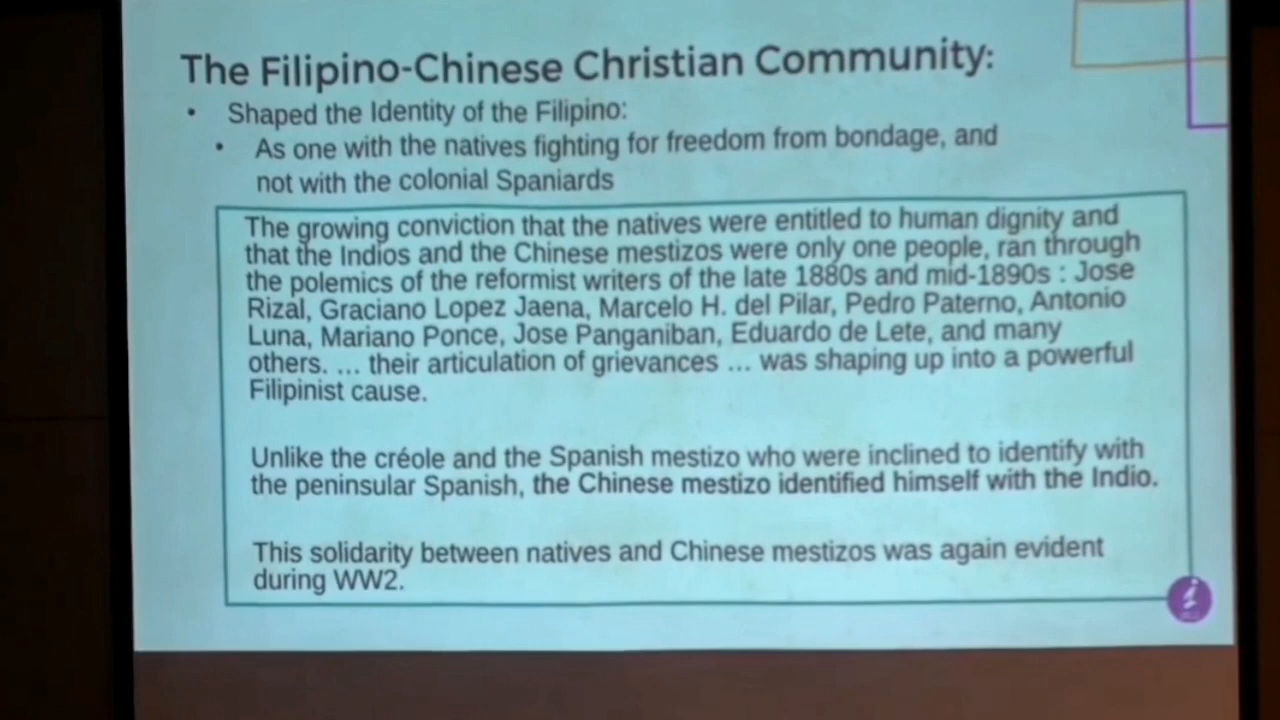 The Filipino-Chinese Christian Community:
• Shaped the Identity of the Filipino:
• As one with the natives fighting for freedom from bondage, and
not with the colonial Spaniards
The growing conviction that the natives were entitled to human dignity and
that the Indios and the Chinese mestizos were only one people, ran through
the polemics of the reformist writers of the late 1880s and mid-1890s : Jose
Rizal, Graciano Lopez Jaena, Marcelo H. del Pilar, Pedro Paterno, Antonio
Luna, Mariano Ponce, Jose Panganiban, Eduardo de Lete, and many
others. ... their articulation of grievances ... was shaping up into a powerful
Filipinist cause.
Unlike the créole and the Spanish mestizo who were inclined to identify with
the peninsular Spanish, the Chinese mestizo identified himself with the Indio.
This solidarity between natives and Chinese mestizos was again evident
during WW2.